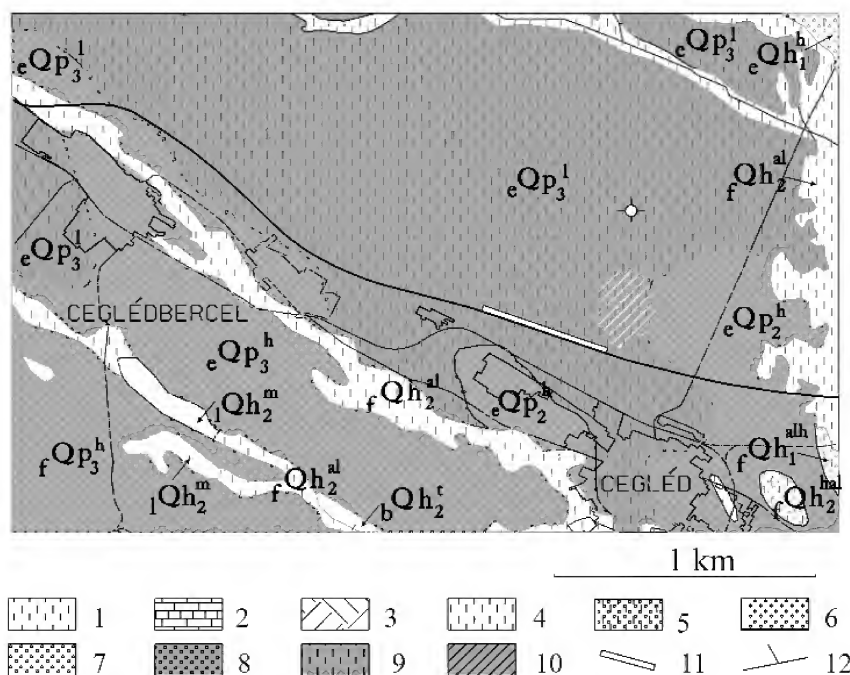 eQp₃ˡ
eQp₃ˡ
eQh₁ʰ
eQp₃ˡ
fQh₂ᵃˡ
eQp₃ˡ
CEGLÉDBERCEL
eQp₃ʰ
eQp₂ʰ
lQh₂ᵐ
fQh₂ᵃˡ
eQp₂ʰ
fQp₃ʰ
lQh₂ᵐ
fQh₂ᵃˡ
bQh₂ᵗ
CEGLÉD
fQh₁ᵃˡʰ
fQh₂ʰᵃˡ
1 km
1 2 3 4 5 6
7 8 9 10 11 12